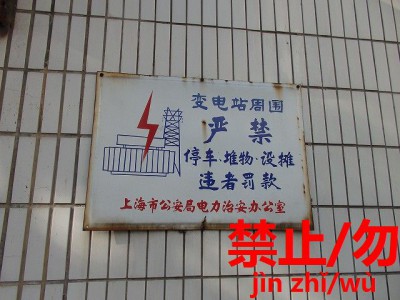 变电站周围
严禁
停车·堆物·设摊
违者罚款
上海市公安局电力治安办公室
禁止/勿
jìn zhǐ/wù